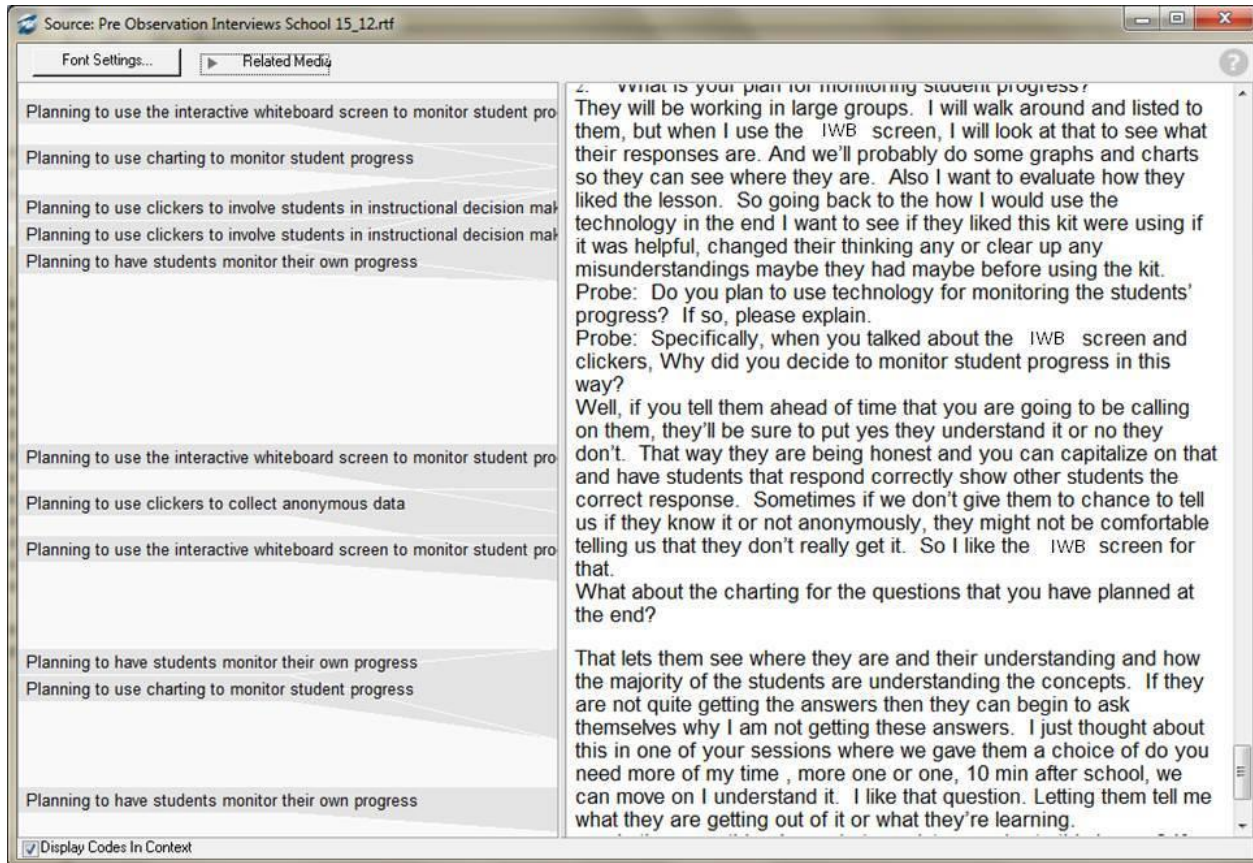 Source: Pre Observation Interviews School 15_12.rtf
Font Settings...
Related Media
Planning to use the interactive whiteboard screen to monitor student pro
Planning to use charting to monitor student progress
Planning to use clickers to involve students in instructional decision mak
Planning to use clickers to involve students in instructional decision mak
Planning to have students monitor their own progress
Planning to use the interactive whiteboard screen to monitor student pro
Planning to use clickers to collect anonymous data
Planning to use the interactive whiteboard screen to monitor student pro
Planning to have students monitor their own progress
Planning to use charting to monitor student progress
Planning to have students monitor their own progress
2. What is your plan for monitoring student progress?
They will be working in large groups. I will walk around and listed to
them, but when I use the IWB screen, I will look at that to see what
their responses are. And we'll probably do some graphs and charts
so they can see where they are. Also I want to evaluate how they
liked the lesson. So going back to the how I would use the
technology in the end I want to see if they liked this kit were using if
it was helpful, changed their thinking any or clear up any
misunderstandings maybe they had maybe before using the kit.
Probe: Do you plan to use technology for monitoring the students'
progress? If so, please explain.
Probe: Specifically, when you talked about the IWB screen and
clickers, Why did you decide to monitor student progress in this
way?
Well, if you tell them ahead of time that you are going to be calling
on them, they'll be sure to put yes they understand it or no they
don't. That way they are being honest and you can capitalize on that
and have students that respond correctly show other students the
correct response. Sometimes if we don't give them to chance to tell
us if they know it or not anonymously, they might not be comfortable
telling us that they don't really get it. So I like the IWB screen for
that.
What about the charting for the questions that you have planned at
the end?
That lets them see where they are and their understanding and how
the majority of the students are understanding the concepts. If they
are not quite getting the answers then they can begin to ask
themselves why I am not getting these answers. I just thought about
this in one of your sessions where we gave them a choice of do you
need more of my time , more one or one, 10 min after school, we
can move on I understand it. I like that question. Letting them tell me
what they are getting out of it or what they're learning.
Display Codes In Context